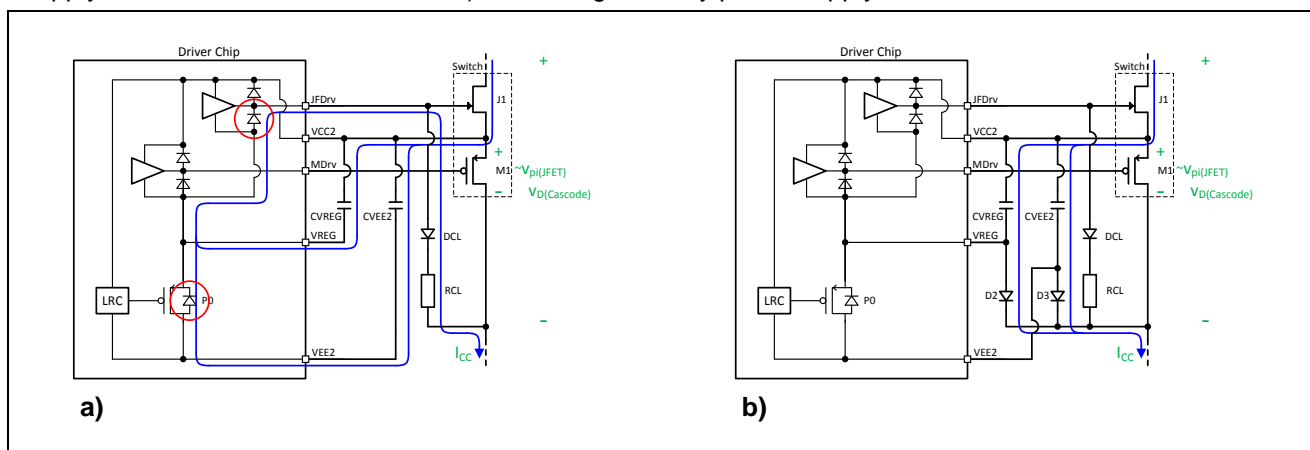 Driver Chip
Switch
JFDrv
J1
VCC2
MDrv
M1
~Vpi(JFET)
VD(Cascode)
CVREG
CVEE2
VREG
DCL
LRC
P0
RCL
VEE2
ICC
a)
Driver Chip
Switch
JFDrv
J1
VCC2
MDrv
M1
~Vpi(JFET)
VD(Cascode)
CVREG
CVEE2
VREG
DCL
LRC
P0
D2
D3
RCL
VEE2
ICC
b)